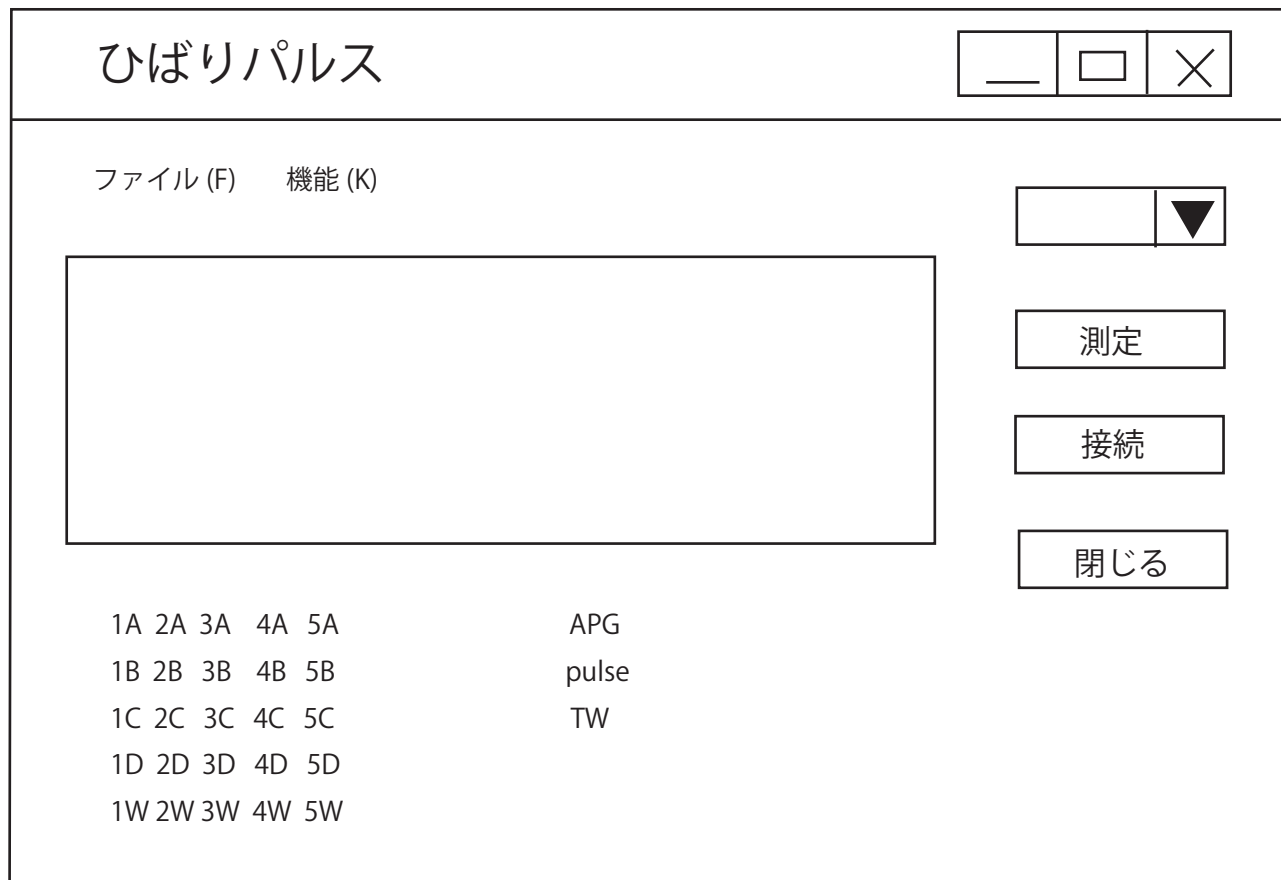 ひばりパルス
ファイル (F) 機能 (K)
測定
接続
閉じる
1A 2A 3A 4A 5A APG
1B 2B 3B 4B 5B pulse
1C 2C 3C 4C 5C TW
1D 2D 3D 4D 5D
1W 2W 3W 4W 5W